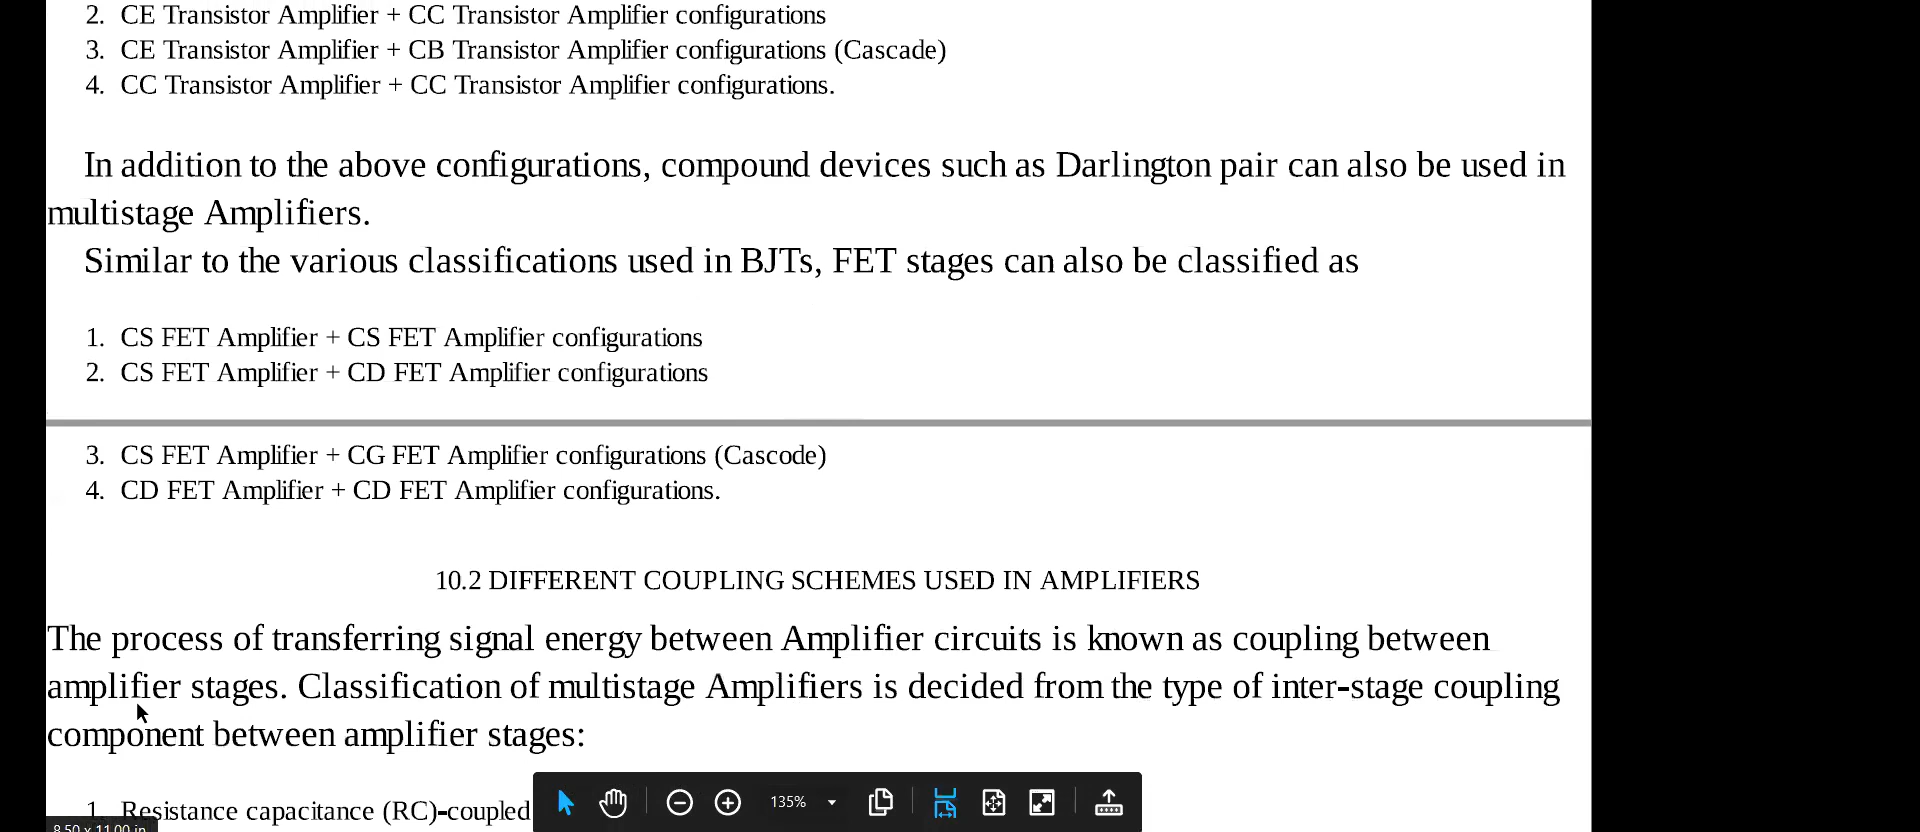 2. CE Transistor Amplifier + CC Transistor Amplifier configurations
3. CE Transistor Amplifier + CB Transistor Amplifier configurations (Cascade)
4. CC Transistor Amplifier + CC Transistor Amplifier configurations.
In addition to the above configurations, compound devices such as Darlington pair can also be used in
multistage Amplifiers.
Similar to the various classifications used in BJTs, FET stages can also be classified as
1. CS FET Amplifier + CS FET Amplifier configurations
2. CS FET Amplifier + CD FET Amplifier configurations
3. CS FET Amplifier + CG FET Amplifier configurations (Cascode)
4. CD FET Amplifier + CD FET Amplifier configurations.
10.2 DIFFERENT COUPLING SCHEMES USED IN AMPLIFIERS
The process of transferring signal energy between Amplifier circuits is known as coupling between
amplifier stages. Classification of multistage Amplifiers is decided from the type of inter-stage coupling
component between amplifier stages:
1. Resistance capacitance (RC)-coupled
135%
8.50 x 11.00 in